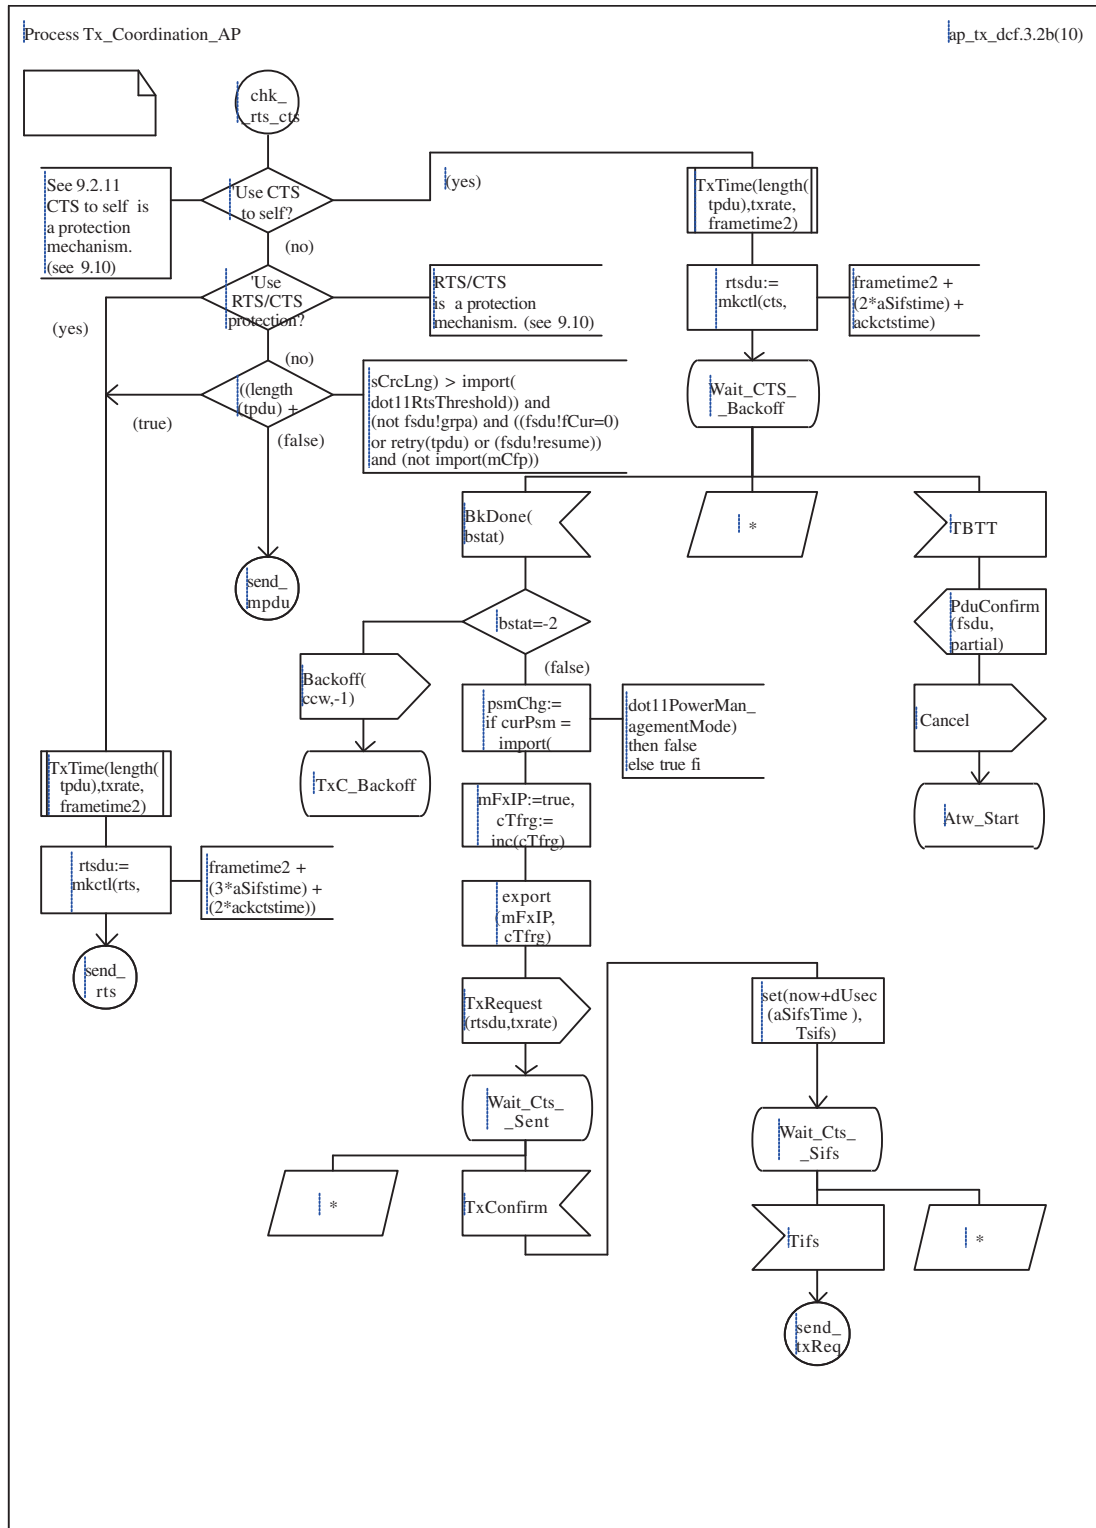 Process Tx_Coordination_AP
ap_tx_dcf.3.2b(10)
chk_
_rts_cts
See 9.2.11
CTS to self is
a protection
mechanism.
(see 9.10)
'Use CTS
to self?
(yes)
(no)
TxTime(length(
tpdu),txrate,
frametime2)
'Use
RTS/CTS
protection?
RTS/CTS
is a protection
mechanism. (see 9.10)
rtsdu:=
mkctl(cts,
frametime2 +
(2*aSifstime) +
ackctstime)
(yes)
(no)
((length
(tpdu) +
sCrcLng) > import(
dot11RtsThreshold)) and
(not fsdu!grpa) and ((fsdu!fCur=0)
or retry(tpdu) or (fsdu!resume))
and (not import(mCfp))
(true)
(false)
Wait_CTS_
_Backoff
BkDone(
bstat)
*
TBTT
send_
mpdu
bstat=-2
(false)
PduConfirm
(fsdu,
partial)
Backoff(
ccw,-1)
psmChg:=
if curPsm =
import(
dot11PowerMan_
agementMode)
then false
else true fi
Cancel
TxTime(length(
tpdu),txrate,
frametime2)
TxC_Backoff
mFxIP:=true,
cTfrg:=
inc(cTfrg)
Atw_Start
rtsdu:=
mkctl(rts,
frametime2 +
(3*aSifstime) +
(2*ackctstime))
export
(mFxIP,
cTfrg)
send_
rts
TxRequest
(rtsdu,txrate)
set(now+dUsec
(aSifsTime ),
Tsifs)
Wait_Cts_
_Sent
Wait_Cts_
_Sifs
*
TxConfirm
Tifs
*
send_
txReq